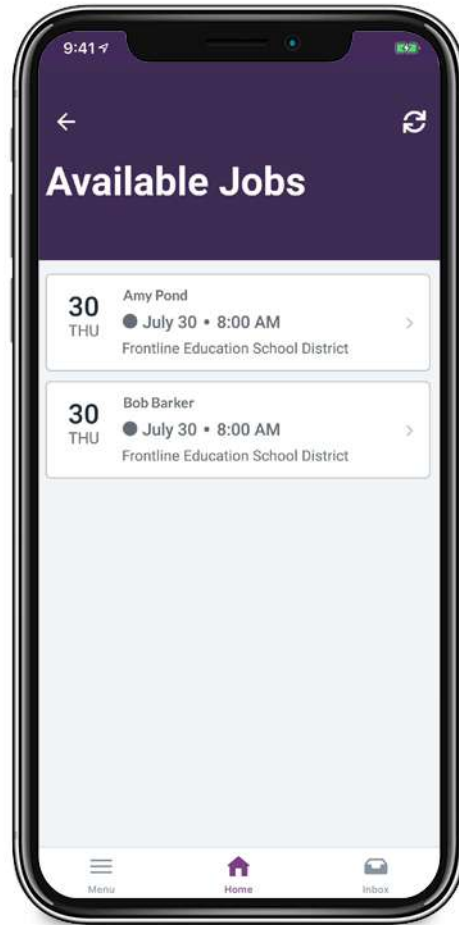 9:41
Available Jobs
30
THU
Amy Pond
July 30 • 8:00 AM
Frontline Education School District
30
THU
Bob Barker
July 30 • 8:00 AM
Frontline Education School District
Menu
Home
Inbox